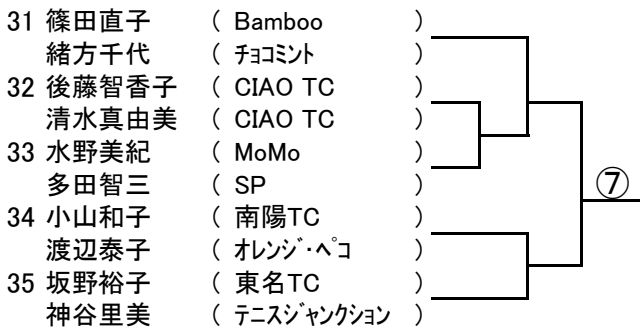 31 篠田直子 ( Bamboo )
緒方千代 ( ﾁｮｺﾐﾝﾄ )
32 後藤智香子 ( CIAO TC )
清水真由美 ( CIAO TC )
33 水野美紀 ( MoMo )
多田智三 ( SP )
⑦
34 小山和子 ( 南陽TC )
渡辺泰子 ( ｵﾚﾝｼﾞ･ﾍﾟｺ )
35 坂野裕子 ( 東名TC )
神谷里美 ( ﾃﾆｽｼﾞｬﾝｸｼｮﾝ )